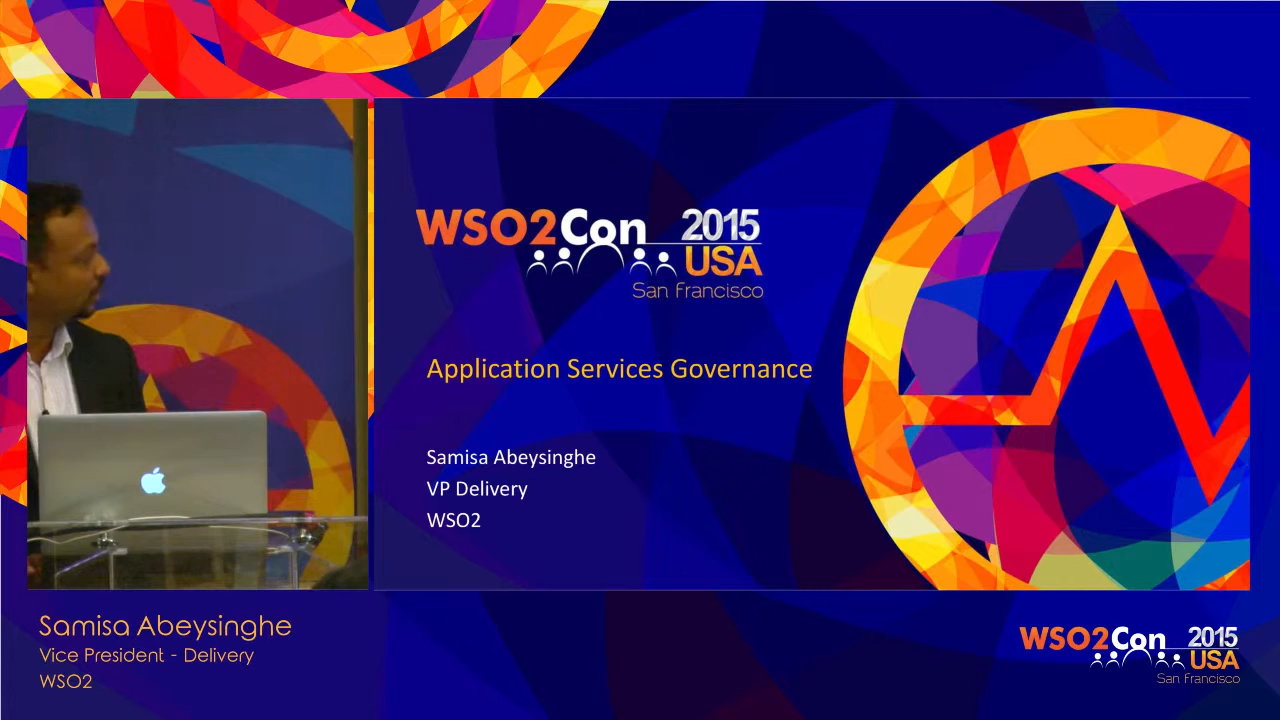 WSO2Con 2015
USA
San Francisco
Application Services Governance
Samisa Abeysinghe
VP Delivery
WSO2
Samisa Abeysinghe
Vice President - Delivery
WSO2
WSO2Con 2015
USA
San Francisco